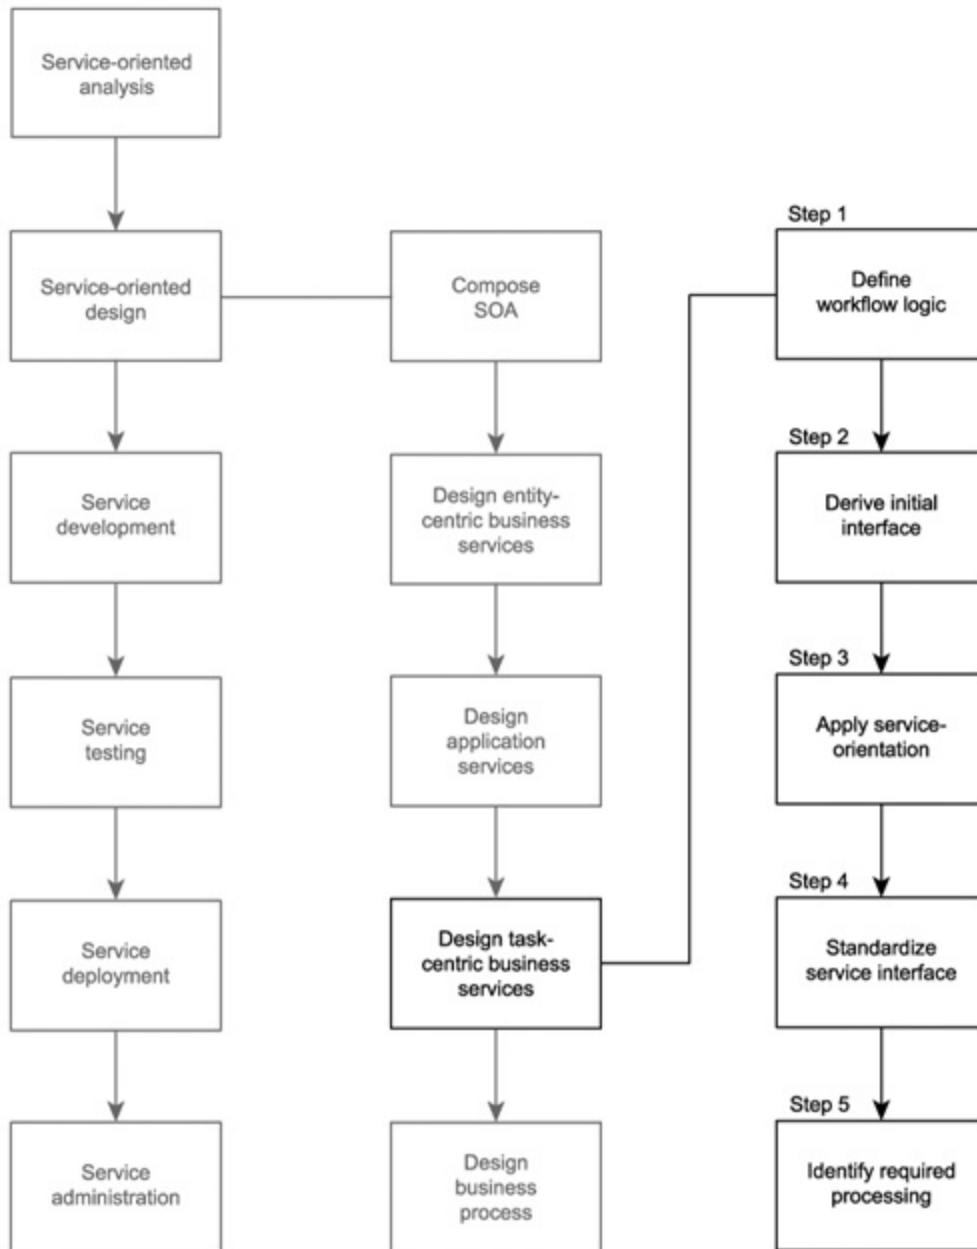 Service-oriented
analysis
Service-oriented
design
Service
development
Service
testing
Service
deployment
Service
administration
Compose
SOA
Design entity-
centric business
services
Design
application
services
Design task-
centric business
services
Design
business
process
Step 1
Define
workflow logic
Step 2
Derive initial
interface
Step 3
Apply service-
orientation
Step 4
Standardize
service interface
Step 5
Identify required
processing